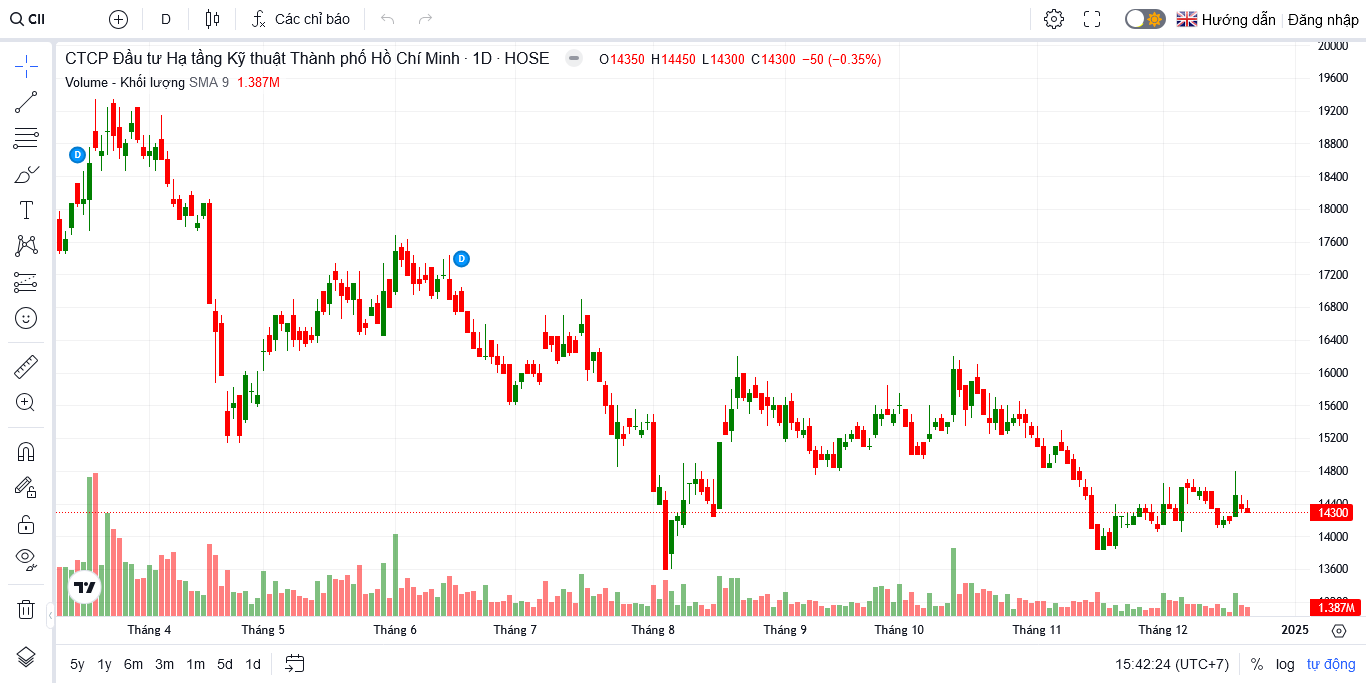 CII
D
Các chỉ báo
Hướng dẫn
Đăng nhập
CTCP Đầu tư Hạ tầng Kỹ thuật Thành phố Hồ Chí Minh · 1D · HOSE
O14350 H14450 L14300 C14300 −50 (−0.35%)
Volume - Khối lượng SMA 9 1.387M
D
D
20000
19600
19200
18800
18400
18000
17600
17200
16800
16400
16000
15600
15200
14800
14400
14300
14000
13600
1.387M
Tháng 4
Tháng 5
Tháng 6
Tháng 7
Tháng 8
Tháng 9
Tháng 10
Tháng 11
Tháng 12
2025
5y 1y 6m 3m 1m 5d 1d
15:42:24 (UTC+7)
% log tự động